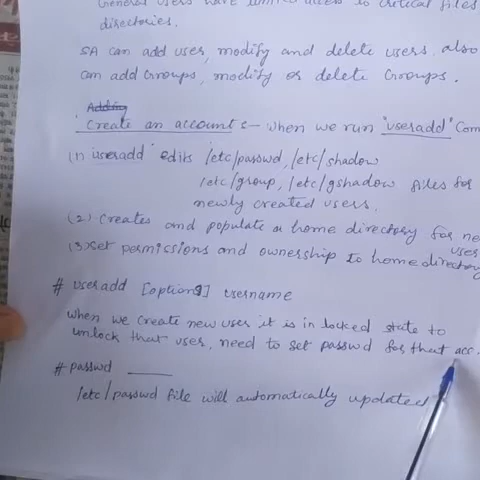 General users have limited access to critical files
directories.
SA can add user, modify and delete users, also
can add Groups, modify or delete Groups.
Create an account :- when we run "useradd" Com
(1) useradd edits /etc/passwd, /etc/shadow
/etc/group, /etc/gshadow files for
newly created users.
(2) Creates and populate a home directory for ne
(3) Set permissions and ownership to home directory
user
# useradd [options] username
When we create new user it is in locked state to
unlock that user, need to set passwd for that acc.
# passwd ____
/etc/passwd file will automatically updated